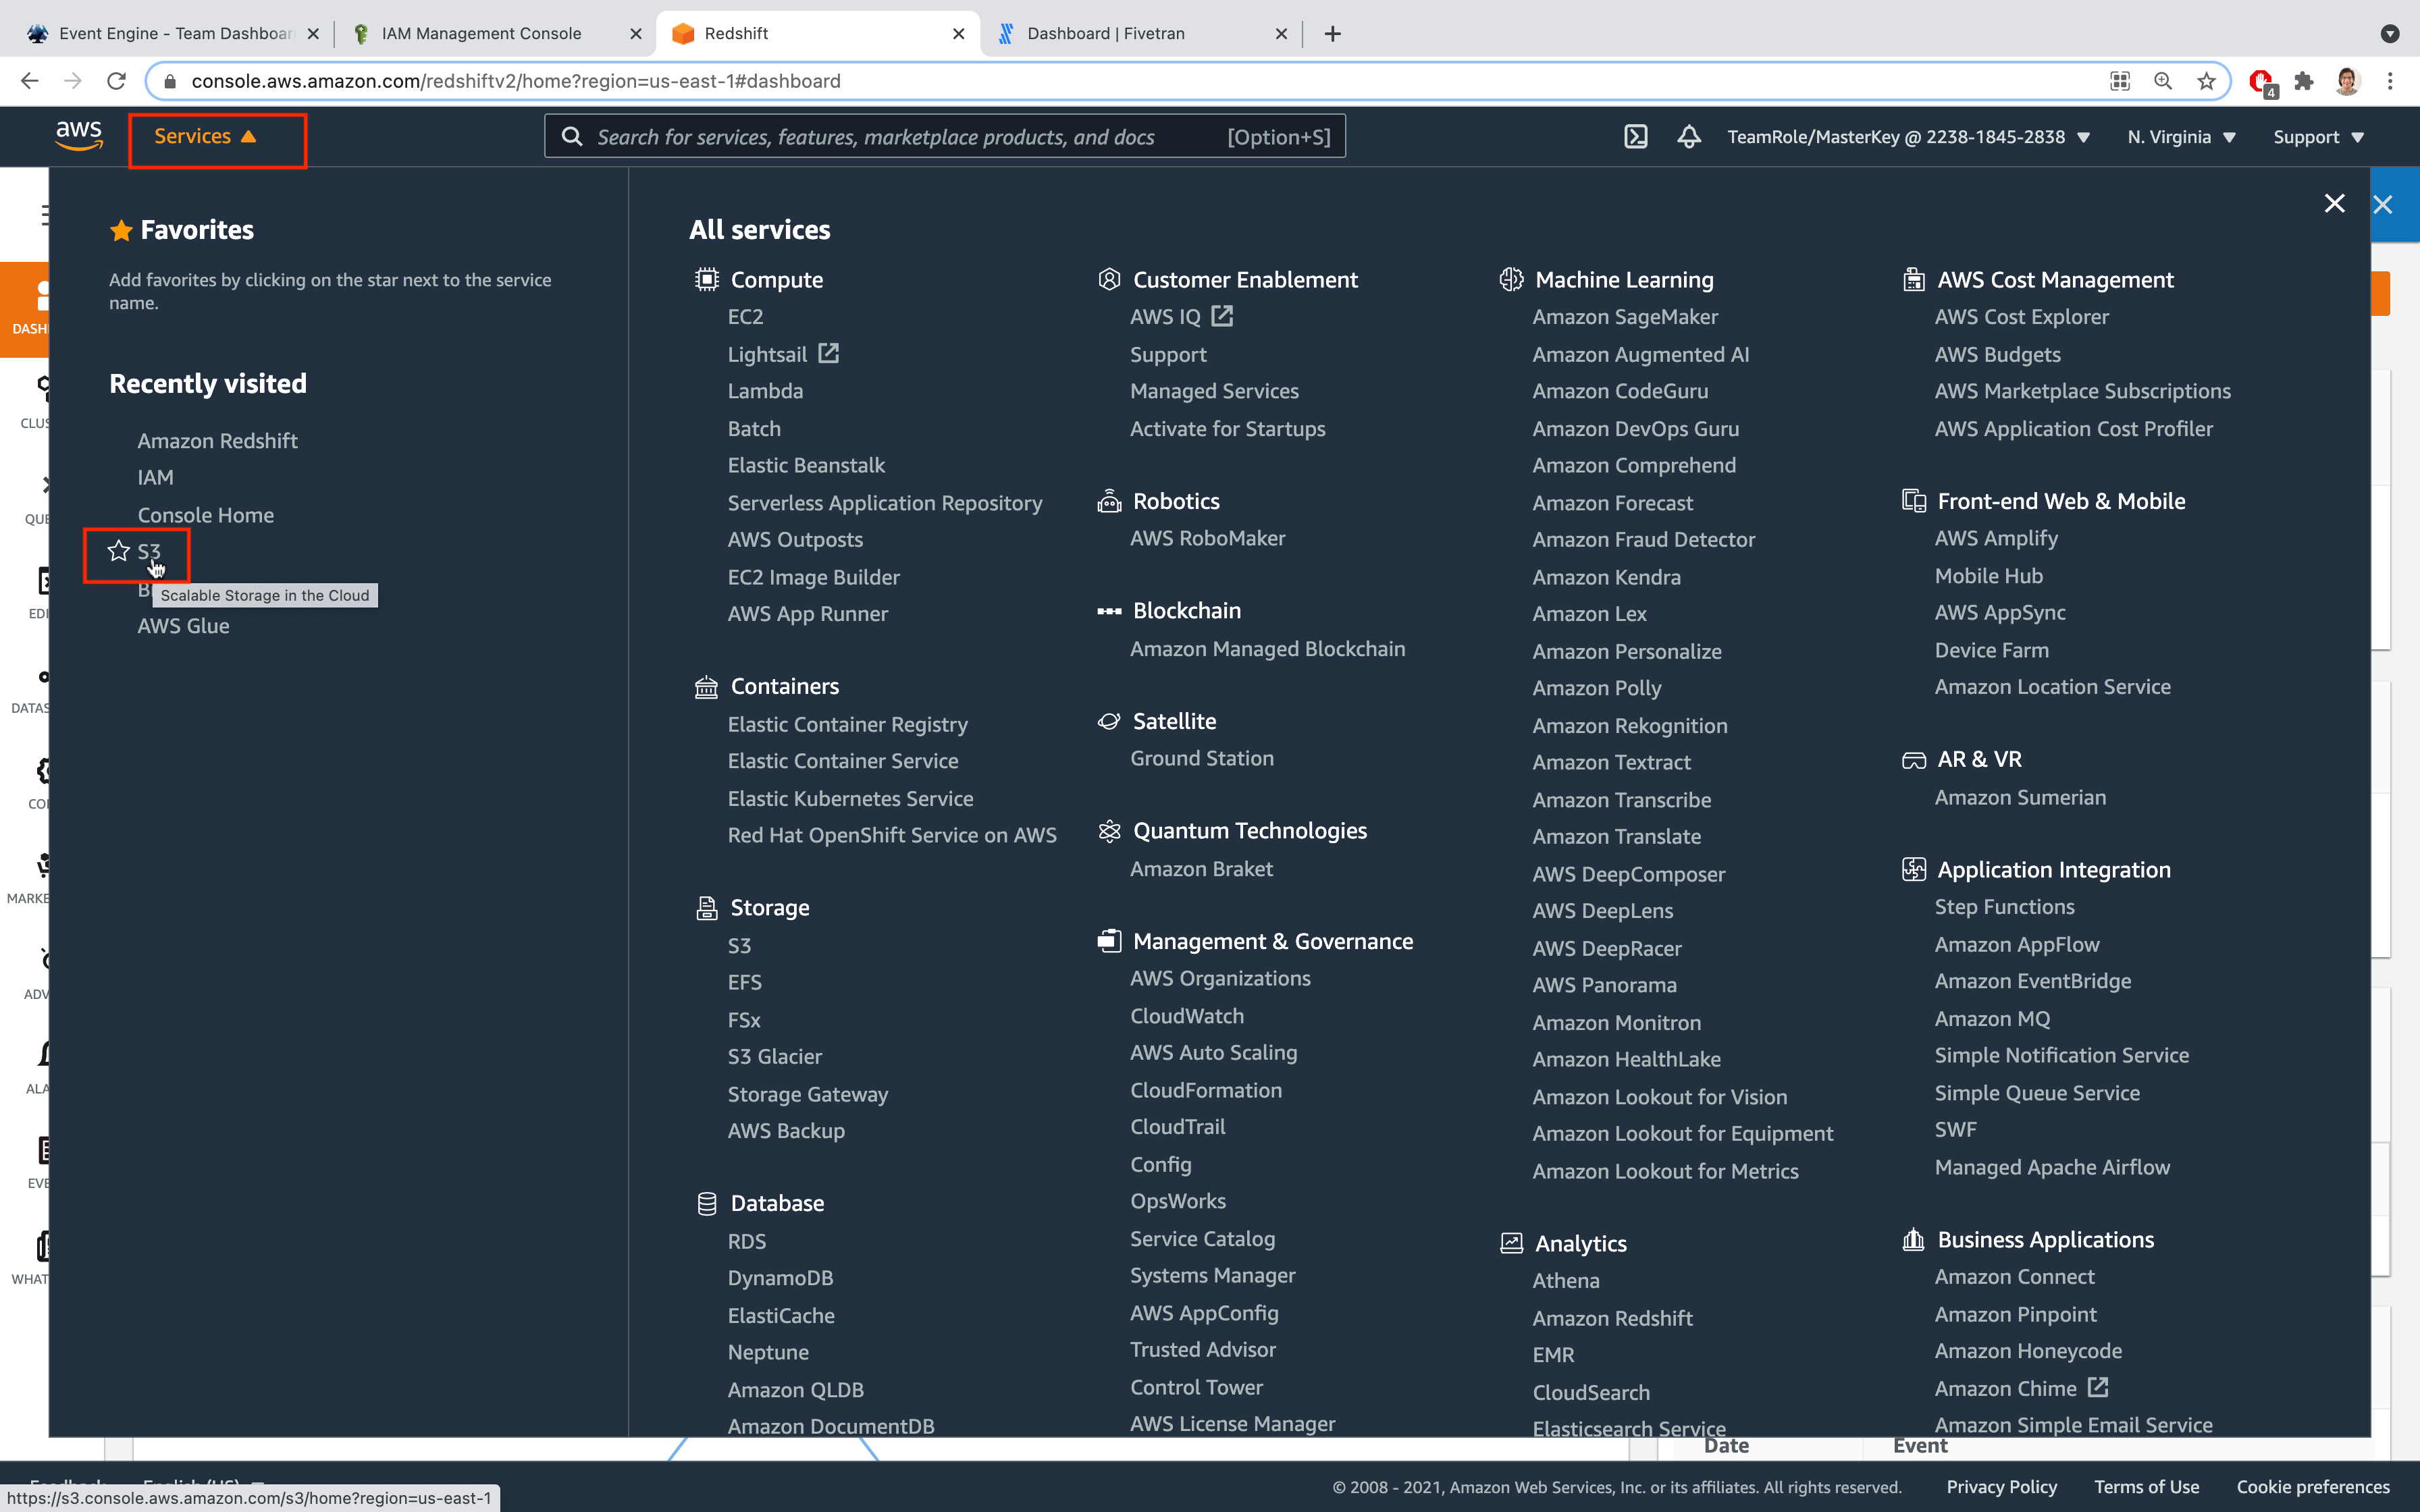 Event Engine - Team Dashboar
IAM Management Console
Redshift
Dashboard | Fivetran
console.aws.amazon.com/redshiftv2/home?region=us-east-1#dashboard
4
aws
Services
Search for services, features, marketplace products, and docs
[Option+S]
TeamRole/MasterKey @ 2238-1845-2838
N. Virginia
Support
DASH
CLUS
QUE
EDI
DATAS
CO
MARKE
ADV
ALA
EVE
WHAT
Favorites
Add favorites by clicking on the star next to the service
name.
Recently visited
Amazon Redshift
IAM
Console Home
S3
Scalable Storage in the Cloud
AWS Glue
All services
Compute
EC2
Lightsail
Lambda
Batch
Elastic Beanstalk
Serverless Application Repository
AWS Outposts
EC2 Image Builder
AWS App Runner
Containers
Elastic Container Registry
Elastic Container Service
Elastic Kubernetes Service
Red Hat OpenShift Service on AWS
Storage
S3
EFS
FSx
S3 Glacier
Storage Gateway
AWS Backup
Database
RDS
DynamoDB
ElastiCache
Neptune
Amazon QLDB
Amazon DocumentDB
Customer Enablement
AWS IQ
Support
Managed Services
Activate for Startups
Robotics
AWS RoboMaker
Blockchain
Amazon Managed Blockchain
Satellite
Ground Station
Quantum Technologies
Amazon Braket
Management & Governance
AWS Organizations
CloudWatch
AWS Auto Scaling
CloudFormation
CloudTrail
Config
OpsWorks
Service Catalog
Systems Manager
AWS AppConfig
Trusted Advisor
Control Tower
AWS License Manager
Machine Learning
Amazon SageMaker
Amazon Augmented AI
Amazon CodeGuru
Amazon DevOps Guru
Amazon Comprehend
Amazon Forecast
Amazon Fraud Detector
Amazon Kendra
Amazon Lex
Amazon Personalize
Amazon Polly
Amazon Rekognition
Amazon Textract
Amazon Transcribe
Amazon Translate
AWS DeepComposer
AWS DeepLens
AWS DeepRacer
AWS Panorama
Amazon Monitron
Amazon HealthLake
Amazon Lookout for Vision
Amazon Lookout for Equipment
Amazon Lookout for Metrics
Analytics
Athena
Amazon Redshift
EMR
CloudSearch
Elasticsearch Service
AWS Cost Management
AWS Cost Explorer
AWS Budgets
AWS Marketplace Subscriptions
AWS Application Cost Profiler
Front-end Web & Mobile
AWS Amplify
Mobile Hub
AWS AppSync
Device Farm
Amazon Location Service
AR & VR
Amazon Sumerian
Application Integration
Step Functions
Amazon AppFlow
Amazon EventBridge
Amazon MQ
Simple Notification Service
Simple Queue Service
SWF
Managed Apache Airflow
Business Applications
Amazon Connect
Amazon Pinpoint
Amazon Honeycode
Amazon Chime
Amazon Simple Email Service
Date
Event
https://s3.console.aws.amazon.com/s3/home?region=us-east-1
© 2008 - 2021, Amazon Web Services, Inc. or its affiliates. All rights reserved.
Privacy Policy
Terms of Use
Cookie preferences